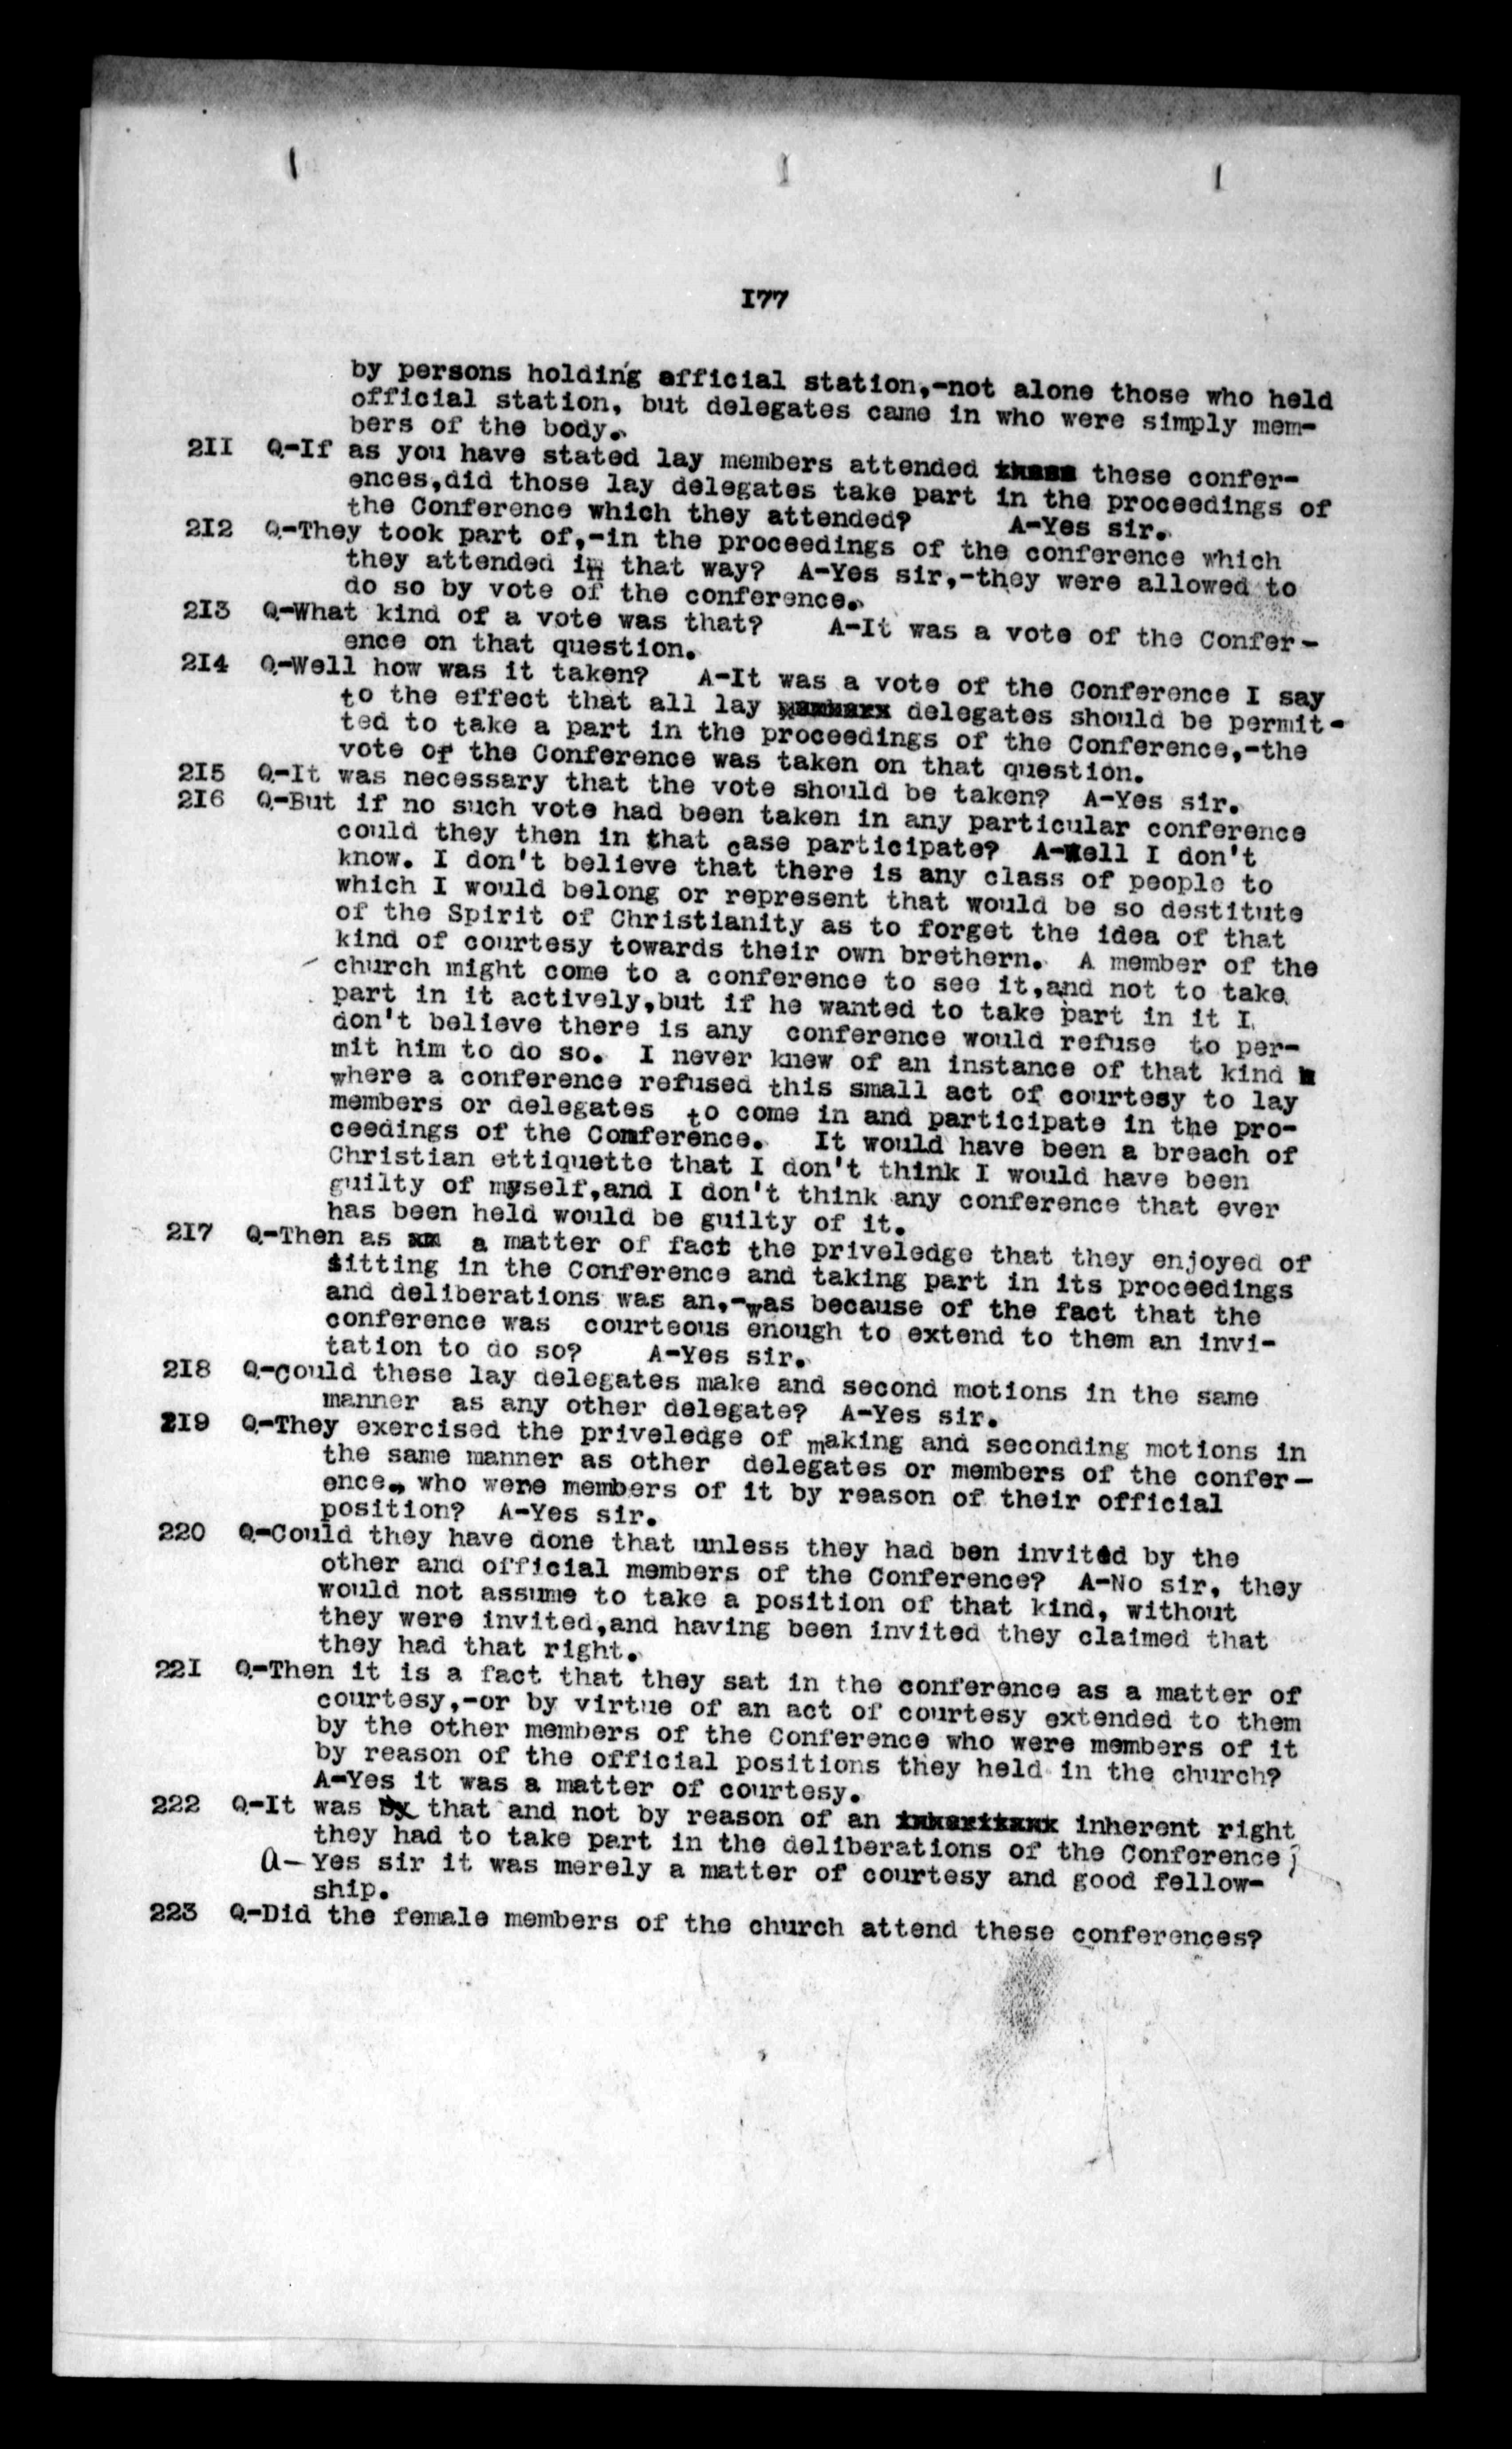 177
by persons holding official station,-not alone those who held
official station, but delegates came in who were simply mem-
bers of the body.
211 Q-If as you have stated lay members attended these confer-
ences,did those lay delegates take part in the proceedings of
the Conference which they attended? A-Yes sir.
212 Q-They took part of,-in the proceedings of the conference which
they attended in that way? A-Yes sir,-they were allowed to
do so by vote of the conference.
213 Q-What kind of a vote was that? A-It was a vote of the Confer-
ence on that question.
214 Q-Well how was it taken? A-It was a vote of the Conference I say
to the effect that all lay delegates should be permit-
ted to take a part in the proceedings of the Conference,-the
vote of the Conference was taken on that question.
215 Q-It was necessary that the vote should be taken? A-Yes sir.
216 Q-But if no such vote had been taken in any particular conference
could they then in that case participate? A-Well I don't
know. I don't believe that there is any class of people to
which I would belong or represent that would be so destitute
of the Spirit of Christianity as to forget the idea of that
kind of courtesy towards their own brethern. A member of the
church might come to a conference to see it,and not to take
part in it actively,but if he wanted to take part in it I
don't believe there is any conference would refuse to per-
mit him to do so. I never knew of an instance of that kind
where a conference refused this small act of courtesy to lay
members or delegates to come in and participate in the pro-
ceedings of the Conference. It would have been a breach of
Christian ettiquette that I don't think I would have been
guilty of myself,and I don't think any conference that ever
has been held would be guilty of it.
217 Q-Then as a matter of fact the priveledge that they enjoyed of
sitting in the Conference and taking part in its proceedings
and deliberations was an,-was because of the fact that the
conference was courteous enough to extend to them an invi-
tation to do so? A-Yes sir.
218 Q-Could these lay delegates make and second motions in the same
manner as any other delegate? A-Yes sir.
219 Q-They exercised the priveledge of making and seconding motions in
the same manner as other delegates or members of the confer-
ence, who were members of it by reason of their official
position? A-Yes sir.
220 Q-Could they have done that unless they had ben invited by the
other and official members of the Conference? A-No sir, they
would not assume to take a position of that kind, without
they were invited,and having been invited they claimed that
they had that right.
221 Q-Then it is a fact that they sat in the conference as a matter of
courtesy,-or by virtue of an act of courtesy extended to them
by the other members of the Conference who were members of it
by reason of the official positions they held in the church?
A-Yes it was a matter of courtesy.
222 Q-It was by that and not by reason of an inherent right
they had to take part in the deliberations of the Conference?
A-Yes sir it was merely a matter of courtesy and good fellow-
ship.
223 Q-Did the female members of the church attend these conferences?